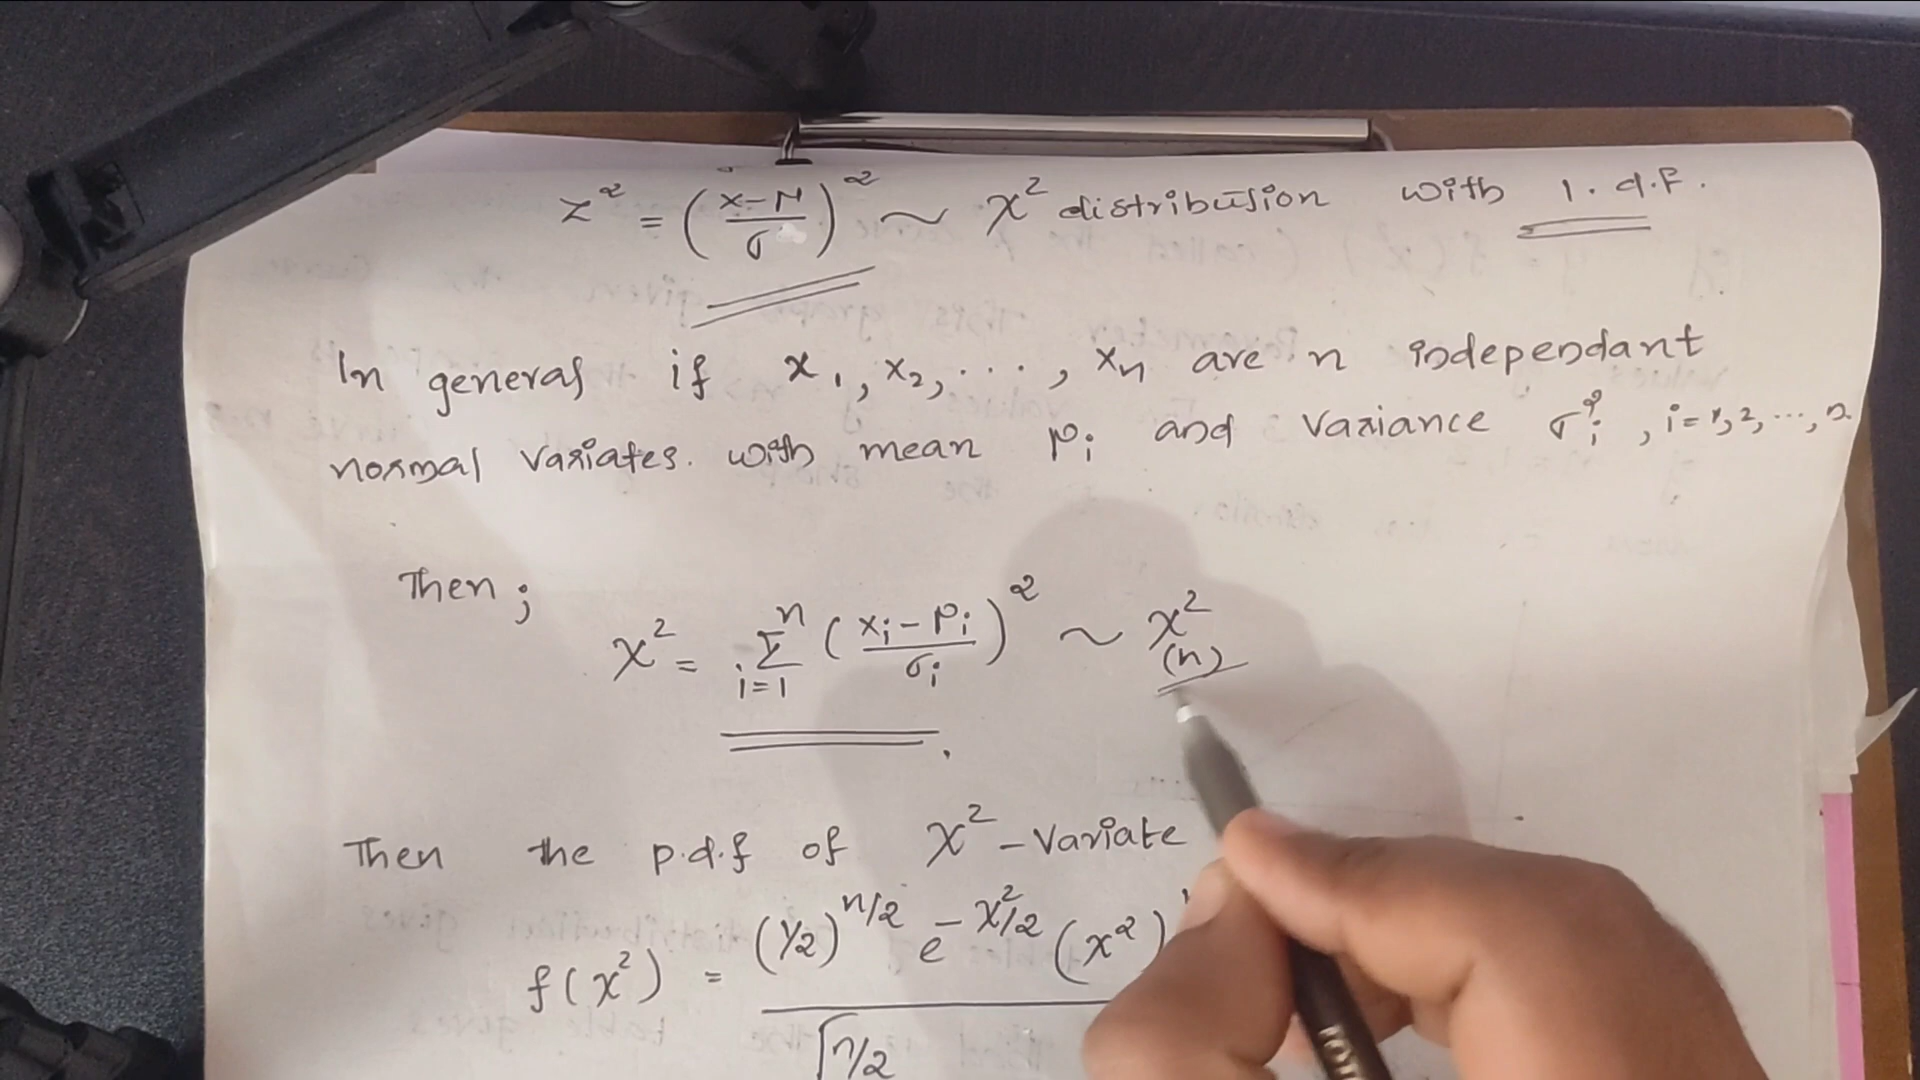 z² = (x-μ/σ)² ~ χ² distribution with 1. d.f.
In general if x₁, x₂, ..., xn are n independant
normal variates. with mean μi and variance σi², i=1,2,...,n
Then;
χ² = Σ i=1 n (xi-μi/σi)² ~ χ²(n)
Then the p.d.f of χ²-variate
f(χ²) = (1/2)^n/2 e^-χ²/2 (χ²)
Γn/2